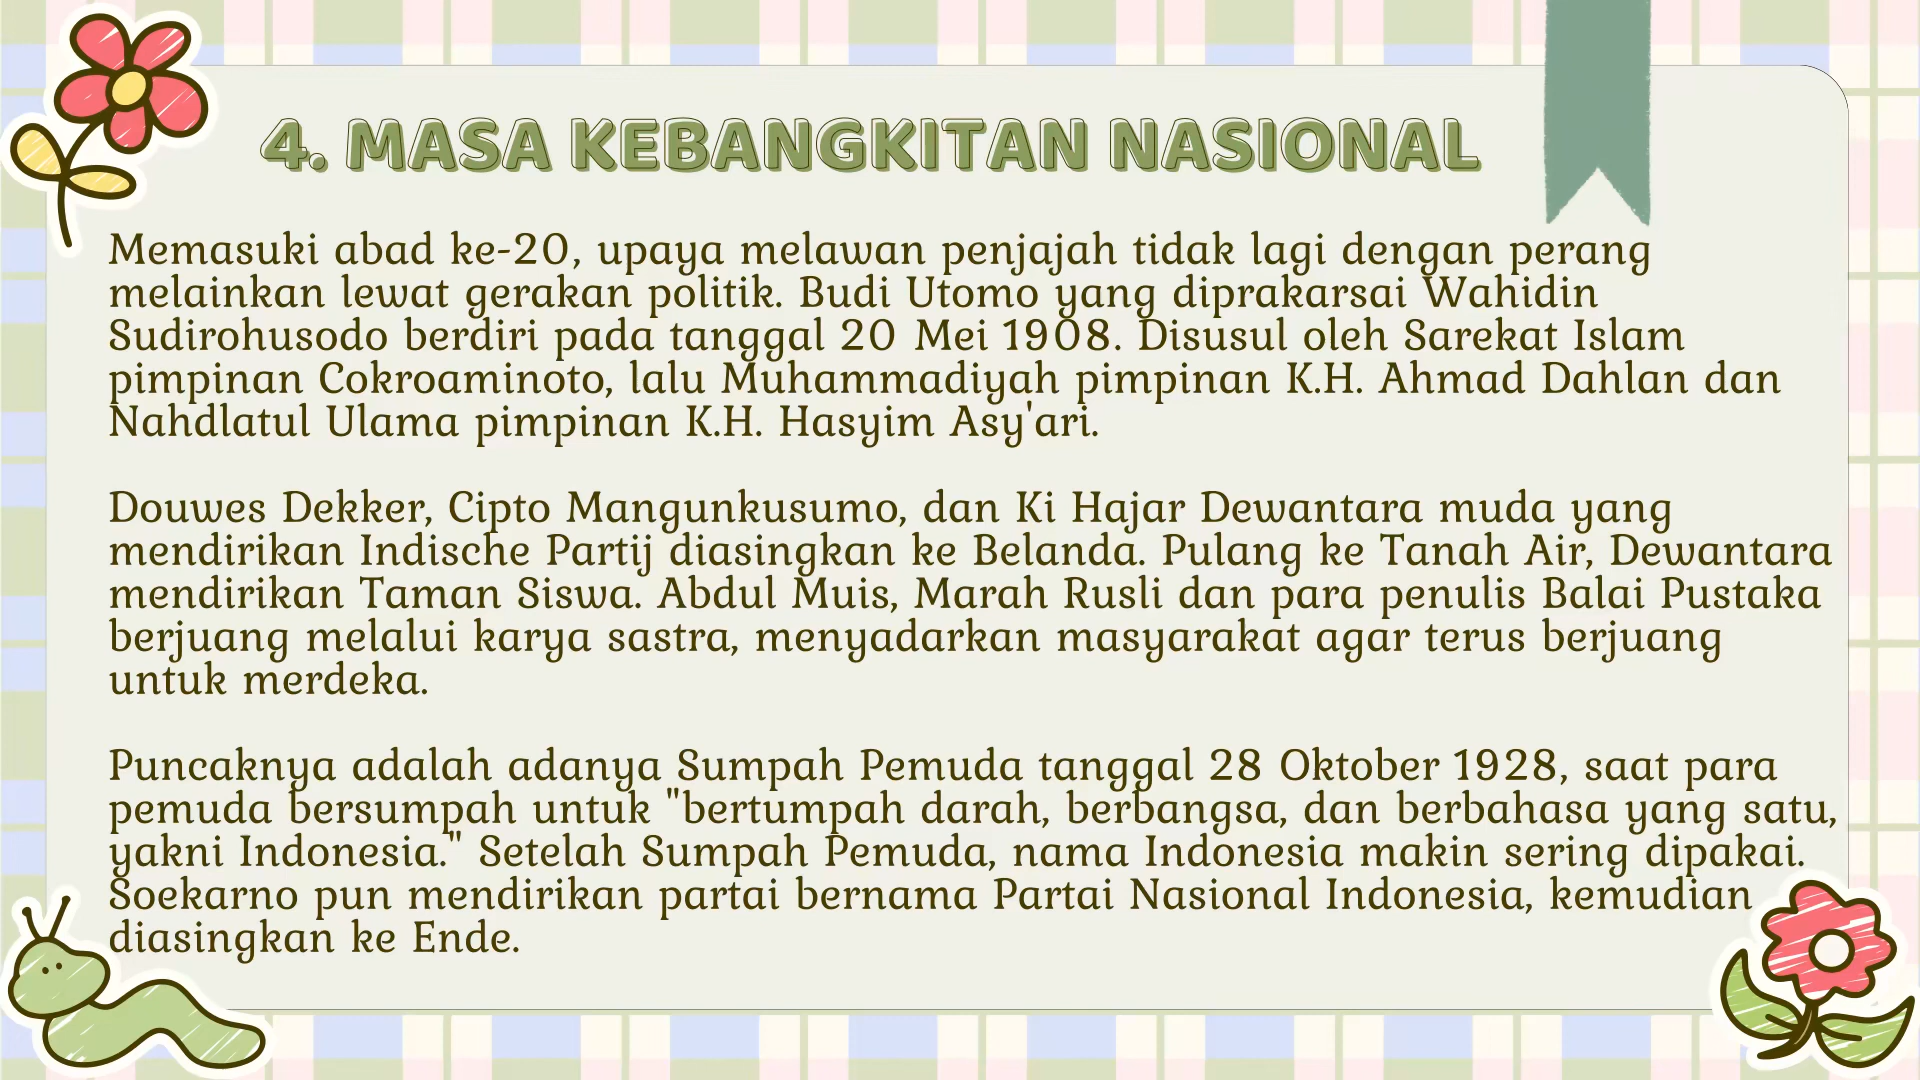 4. MASA KEBANGKITAN NASIONAL
Memasuki abad ke-20, upaya melawan penjajah tidak lagi dengan perang
melainkan lewat gerakan politik. Budi Utomo yang diprakarsai Wahidin
Sudirohusodo berdiri pada tanggal 20 Mei 1908. Disusul oleh Sarekat Islam
pimpinan Cokroaminoto, lalu Muhammadiyah pimpinan K.H. Ahmad Dahlan dan
Nahdlatul Ulama pimpinan K.H. Hasyim Asy'ari.
Douwes Dekker, Cipto Mangunkusumo, dan Ki Hajar Dewantara muda yang
mendirikan Indische Partij diasingkan ke Belanda. Pulang ke Tanah Air, Dewantara
mendirikan Taman Siswa. Abdul Muis, Marah Rusli dan para penulis Balai Pustaka
berjuang melalui karya sastra, menyadarkan masyarakat agar terus berjuang
untuk merdeka.
Puncaknya adalah adanya Sumpah Pemuda tanggal 28 Oktober 1928, saat para
pemuda bersumpah untuk "bertumpah darah, berbangsa, dan berbahasa yang satu,
yakni Indonesia." Setelah Sumpah Pemuda, nama Indonesia makin sering dipakai.
Soekarno pun mendirikan partai bernama Partai Nasional Indonesia, kemudian
diasingkan ke Ende.